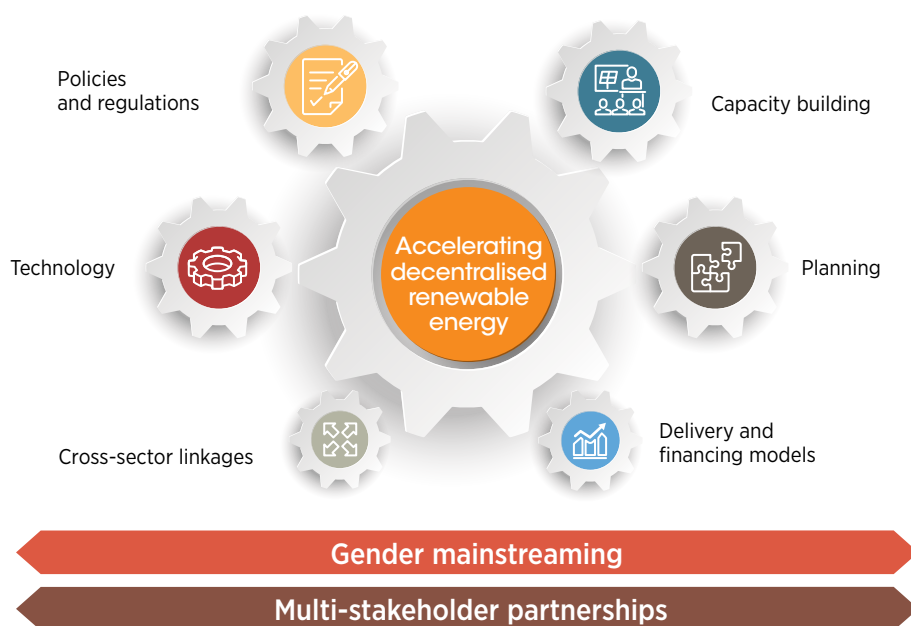 Policies
and regulations
Capacity building
Technology
Accelerating
decentralised
renewable
energy
Planning
Cross-sector linkages
Delivery and
financing models
Gender mainstreaming
Multi-stakeholder partnerships